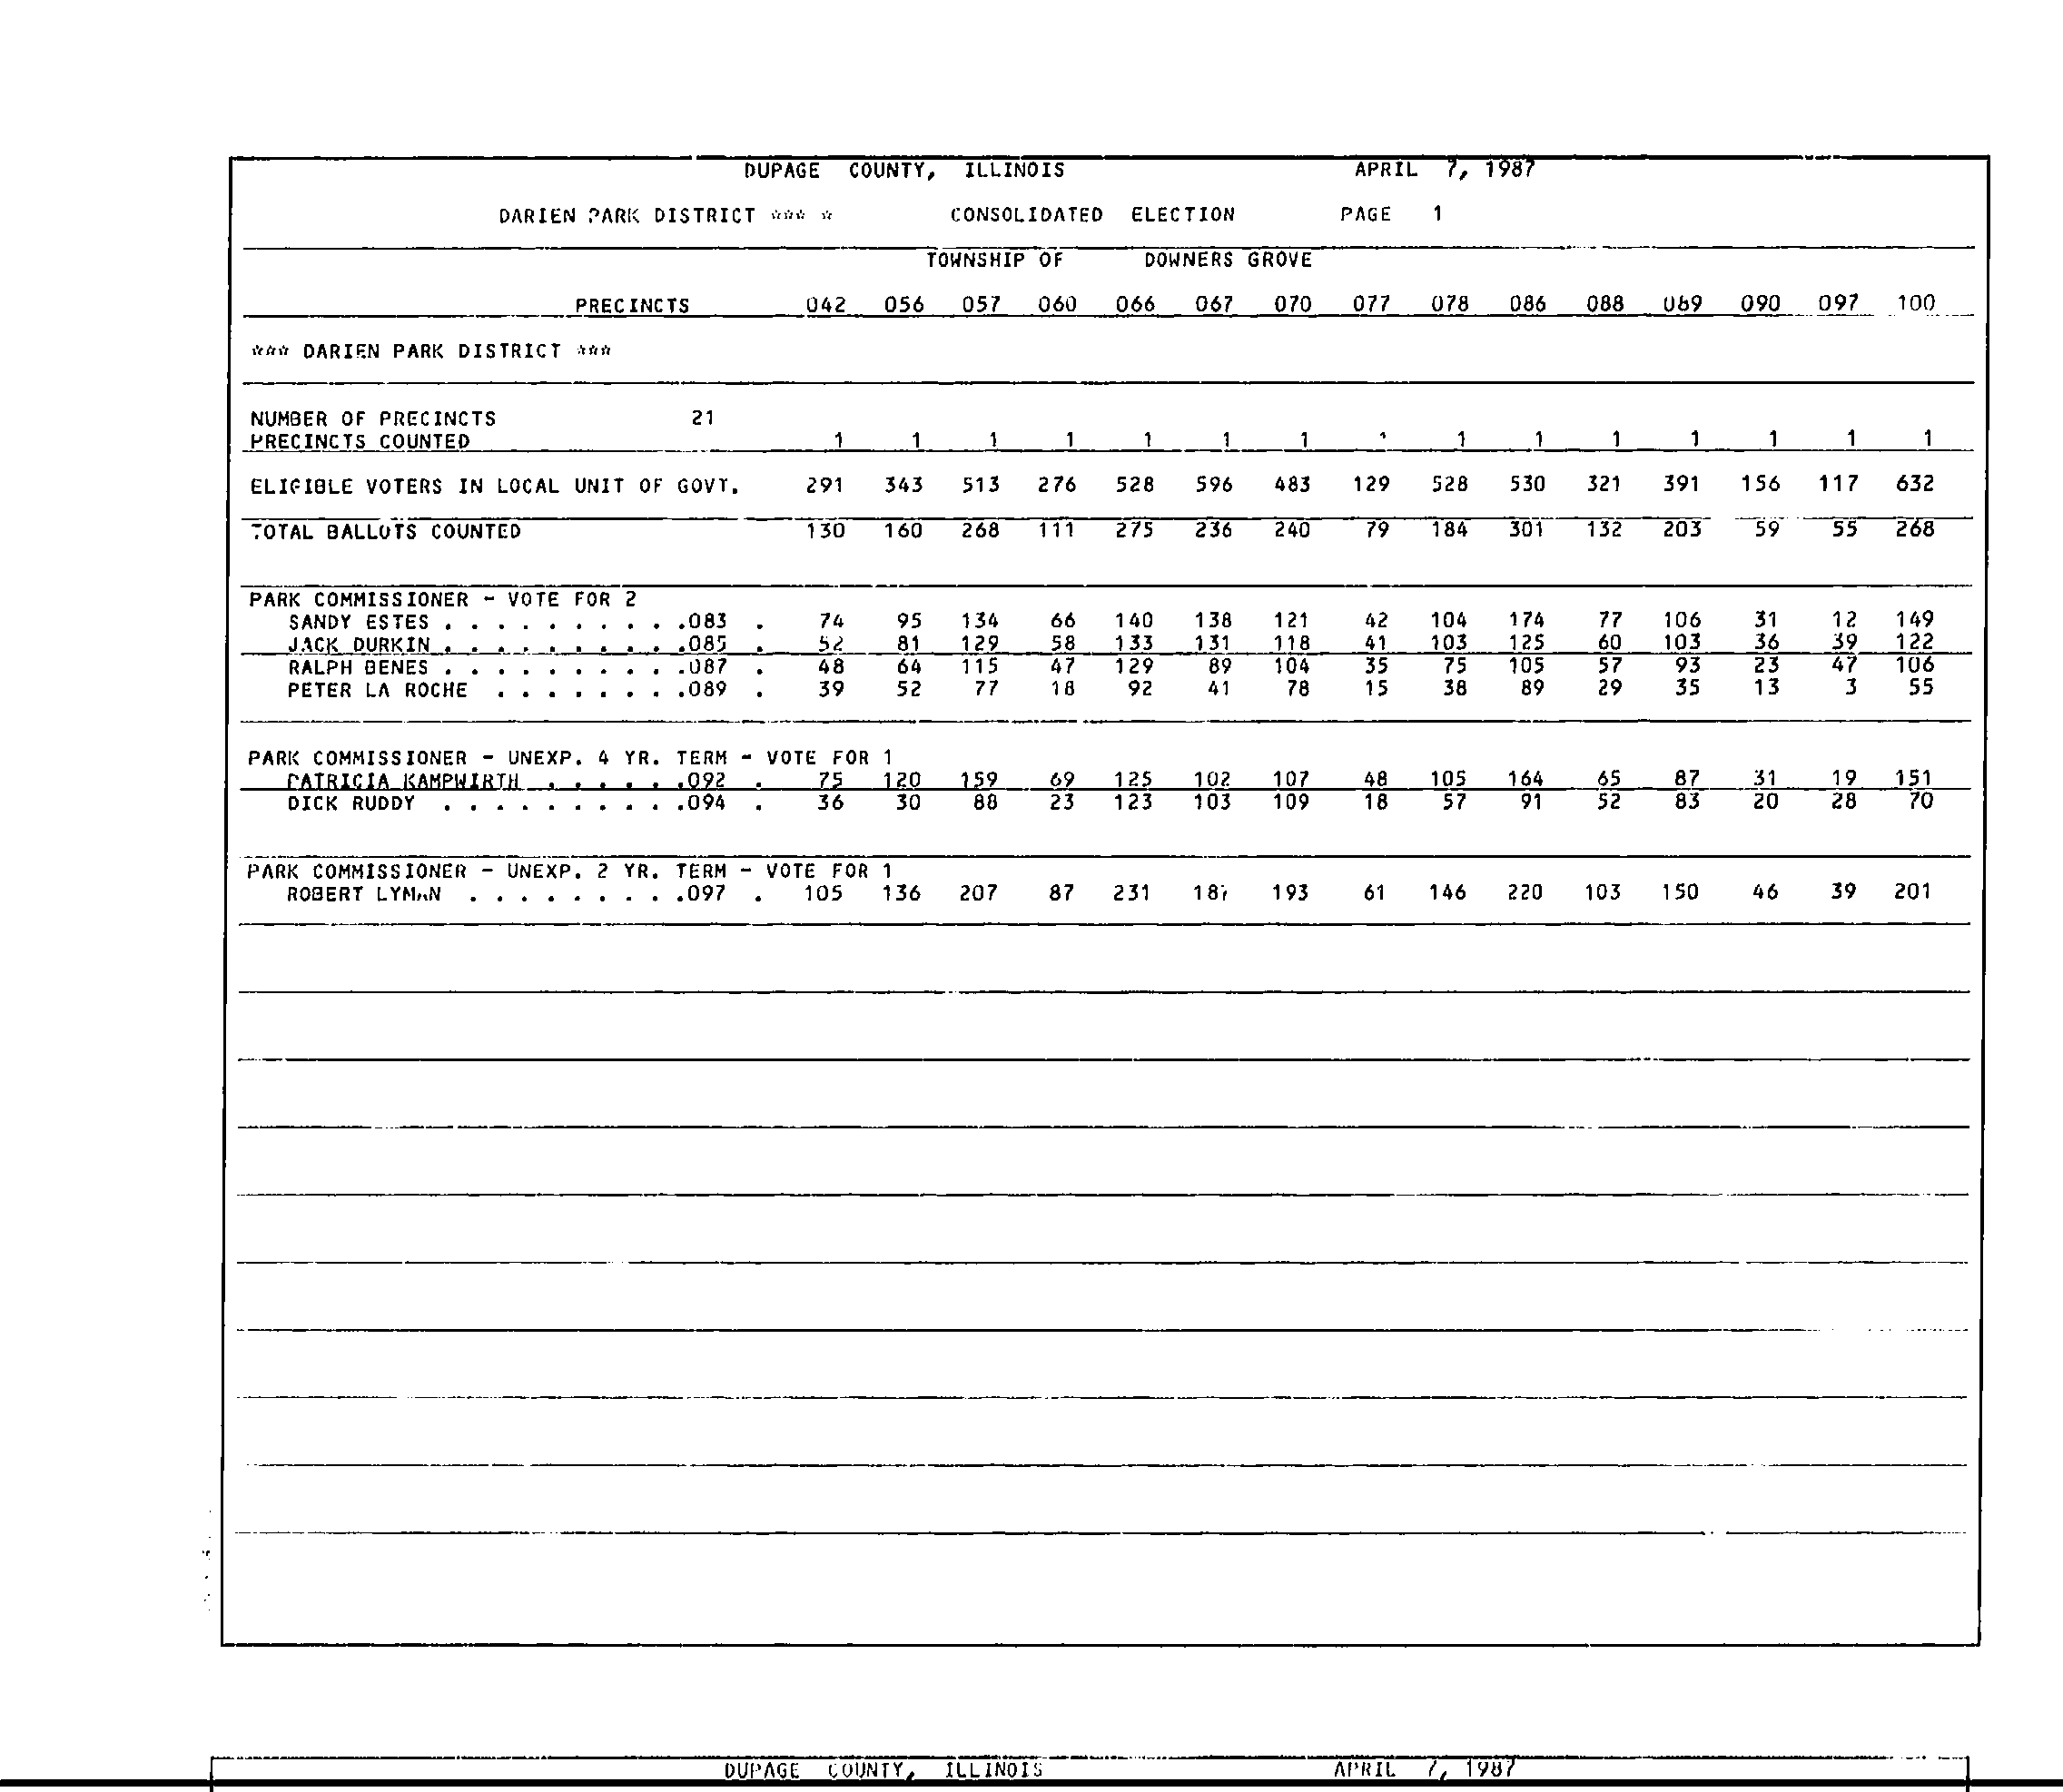 DUPAGE COUNTY, ILLINOIS APRIL 7, 1987
DARIEN PARK DISTRICT *** * CONSOLIDATED ELECTION PAGE 1
TOWNSHIP OF DOWNERS GROVE
PRECINCTS 042 056 057 060 066 067 070 077 078 086 088 089 090 097 100
*** DARIEN PARK DISTRICT ***
NUMBER OF PRECINCTS 21
PRECINCTS COUNTED 1 1 1 1 1 1 1 1 1 1 1 1 1 1
ELIGIBLE VOTERS IN LOCAL UNIT OF GOVT. 291 343 513 276 528 596 483 129 528 530 321 391 156 117 632
TOTAL BALLOTS COUNTED 130 160 268 111 275 236 240 79 184 301 132 203 59 55 268
PARK COMMISSIONER - VOTE FOR 2
SANDY ESTES . . . . . . . . . .083 . 74 95 134 66 140 138 121 42 104 174 77 106 31 12 149
JACK DURKIN . . . . . . . . . .085 . 52 81 129 58 133 131 118 41 103 125 60 103 36 39 122
RALPH BENES . . . . . . . . . .087 . 48 64 115 47 129 89 104 35 75 105 57 93 23 47 106
PETER LA ROCHE . . . . . . . .089 . 39 52 77 18 92 41 78 15 38 89 29 35 13 3 55
PARK COMMISSIONER - UNEXP. 4 YR. TERM - VOTE FOR 1
PATRICIA KAMPWIRTH . . . . . .092 . 75 120 159 69 125 102 107 48 105 164 65 87 31 19 151
DICK RUDDY . . . . . . . . . .094 . 36 30 88 23 123 103 109 18 57 91 52 83 20 28 70
PARK COMMISSIONER - UNEXP. 2 YR. TERM - VOTE FOR 1
ROBERT LYMAN . . . . . . . . .097 . 105 136 207 87 231 193 61 146 220 103 150 46 39 201
DUPAGE COUNTY, ILLINOIS APRIL 7, 1987